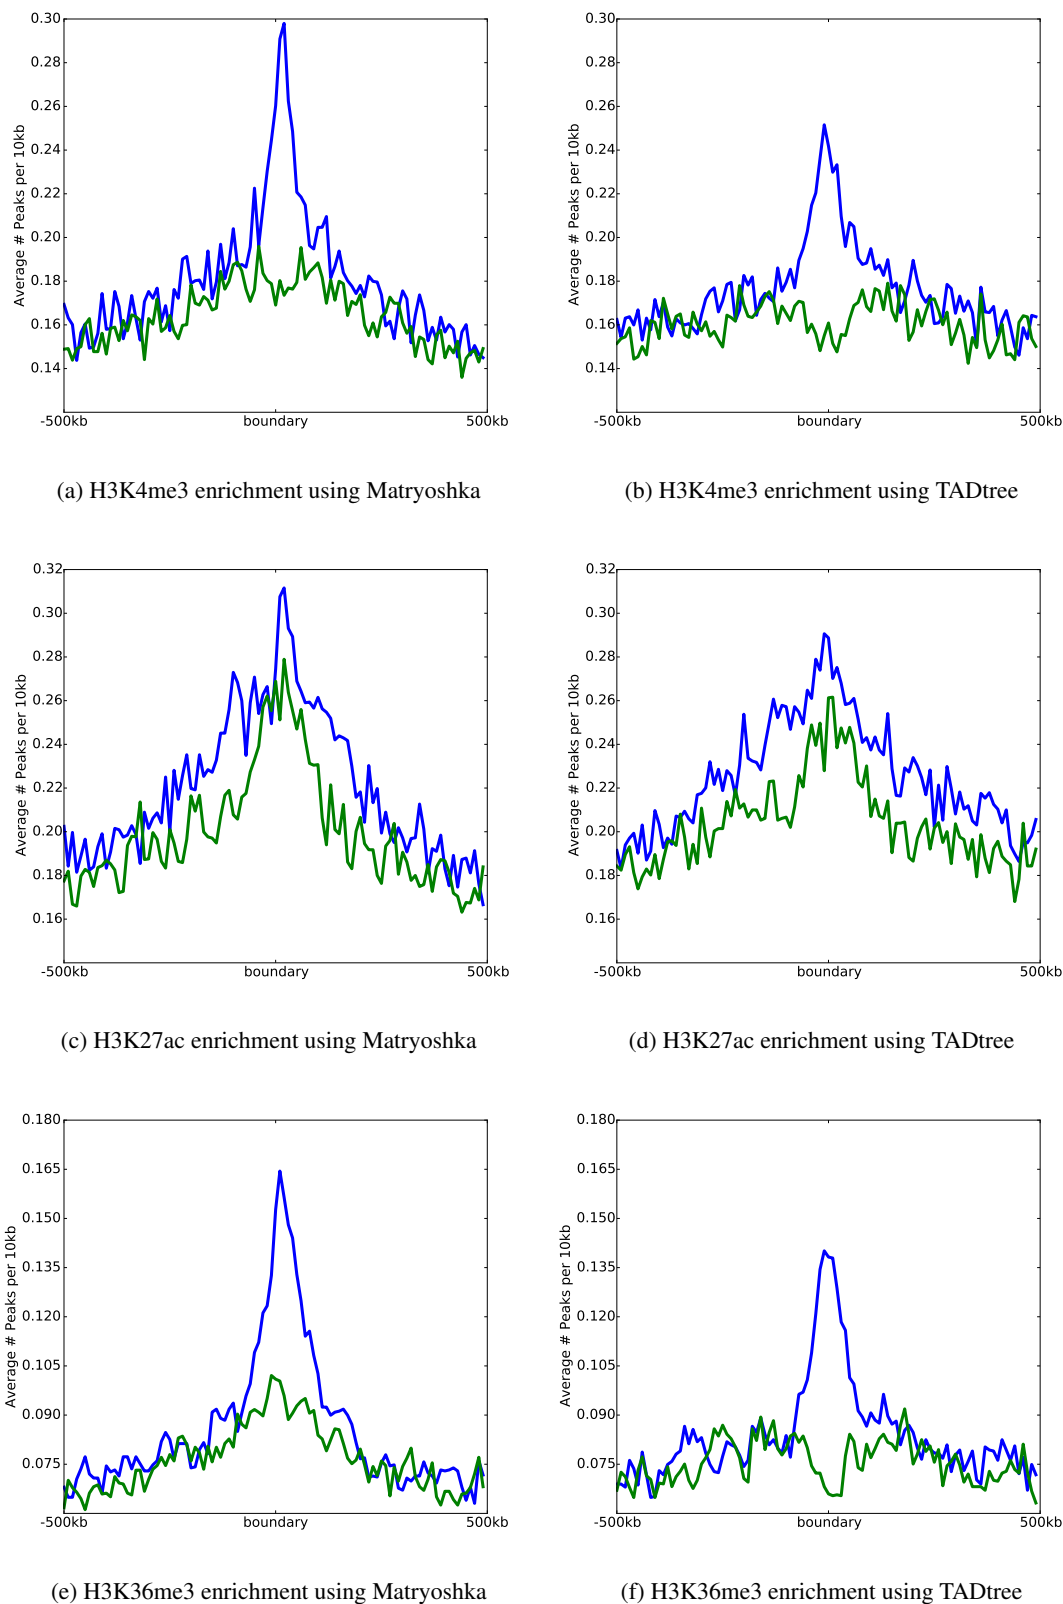 0.30
0.28
0.26
0.24
0.22
0.20
0.18
0.16
0.14
Average # Peaks per 10kb
-500kb boundary 500kb
(a) H3K4me3 enrichment using Matryoshka
0.30
0.28
0.26
0.24
0.22
0.20
0.18
0.16
0.14
Average # Peaks per 10kb
-500kb boundary 500kb
(b) H3K4me3 enrichment using TADtree
0.32
0.30
0.28
0.26
0.24
0.22
0.20
0.18
0.16
Average # Peaks per 10kb
-500kb boundary 500kb
(c) H3K27ac enrichment using Matryoshka
0.32
0.30
0.28
0.26
0.24
0.22
0.20
0.18
0.16
Average # Peaks per 10kb
-500kb boundary 500kb
(d) H3K27ac enrichment using TADtree
0.180
0.165
0.150
0.135
0.120
0.105
0.090
0.075
Average # Peaks per 10kb
-500kb boundary 500kb
(e) H3K36me3 enrichment using Matryoshka
0.180
0.165
0.150
0.135
0.120
0.105
0.090
0.075
Average # Peaks per 10kb
-500kb boundary 500kb
(f) H3K36me3 enrichment using TADtree